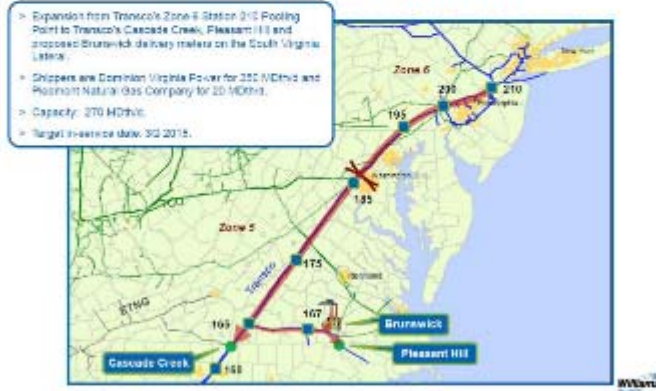 > Expansion from Transco's Zone 6 Station 210 Pooling
Point to Transco's Cascade Creek, Pleasant Hill and
proposed Brunswick delivery meters on the South Virginia
Lateral.
> Shippers are Dominion Virginia Power for 250 MDth/d and
Piedmont Natural Gas Company for 20 MDth/d.
> Capacity: 270 MDth/d.
> Target in-service date: 3Q 2015.
New York
Zone 6
200
210
195
185
Zone 5
175
Transco
ETNG
165
167
Brunswick
Cascade Creek
Pleasant Hill
160
Williams